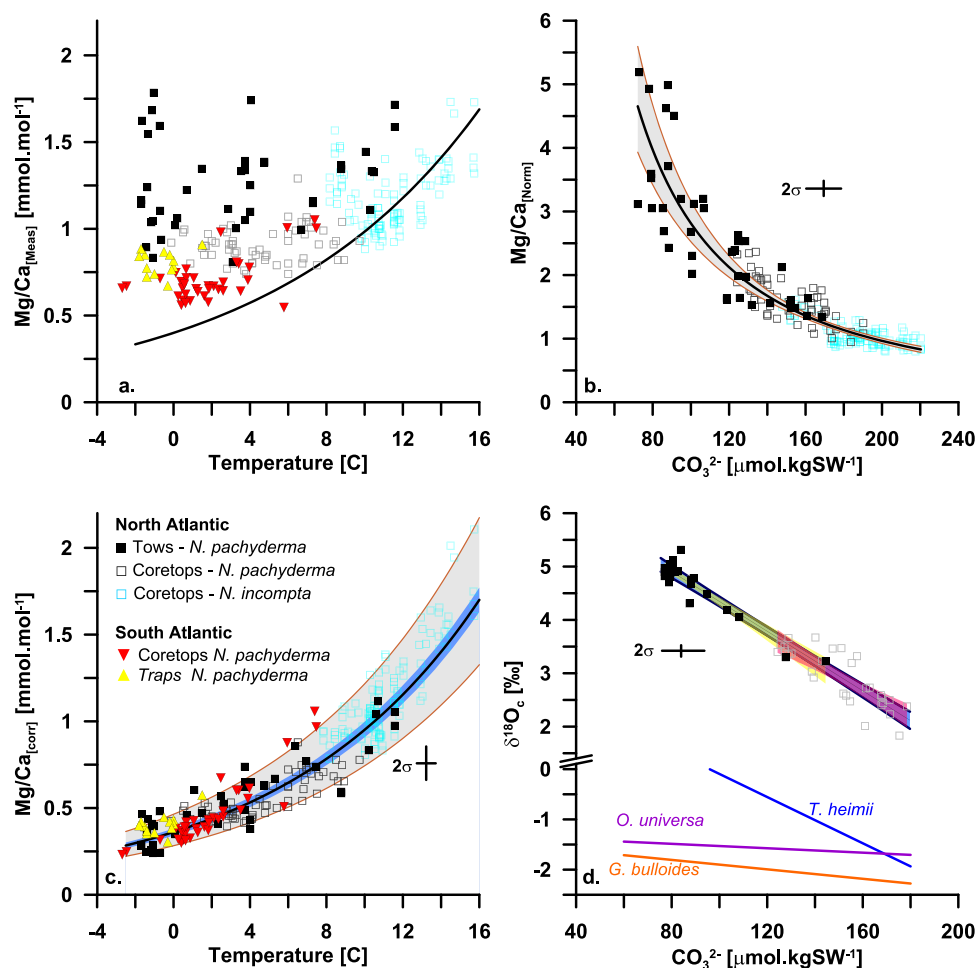 2
1.5
1
0.5
0
-4
0
4
8
12
16
Mg/Ca[Meas] [mmol.mol-1]
Temperature [C]
a.
6
5
4
3
2
1
0
40
80
120
160
200
240
Mg/Ca[Norm]
CO32- [μmol.kgSW-1]
2σ
b.
2
1.5
1
0.5
0
-4
0
4
8
12
16
Mg/Ca[corr] [mmol.mol-1]
Temperature [C]
North Atlantic
Tows - N. pachyderma
Coretops - N. pachyderma
Coretops - N. incompta
South Atlantic
Coretops N. pachyderma
Traps N. pachyderma
2σ
c.
6
5
4
3
2
0
-1
-2
40
80
120
160
200
δ18Oc [‰]
CO32- [μmol.kgSW-1]
2σ
T. heimii
O. universa
G. bulloides
d.